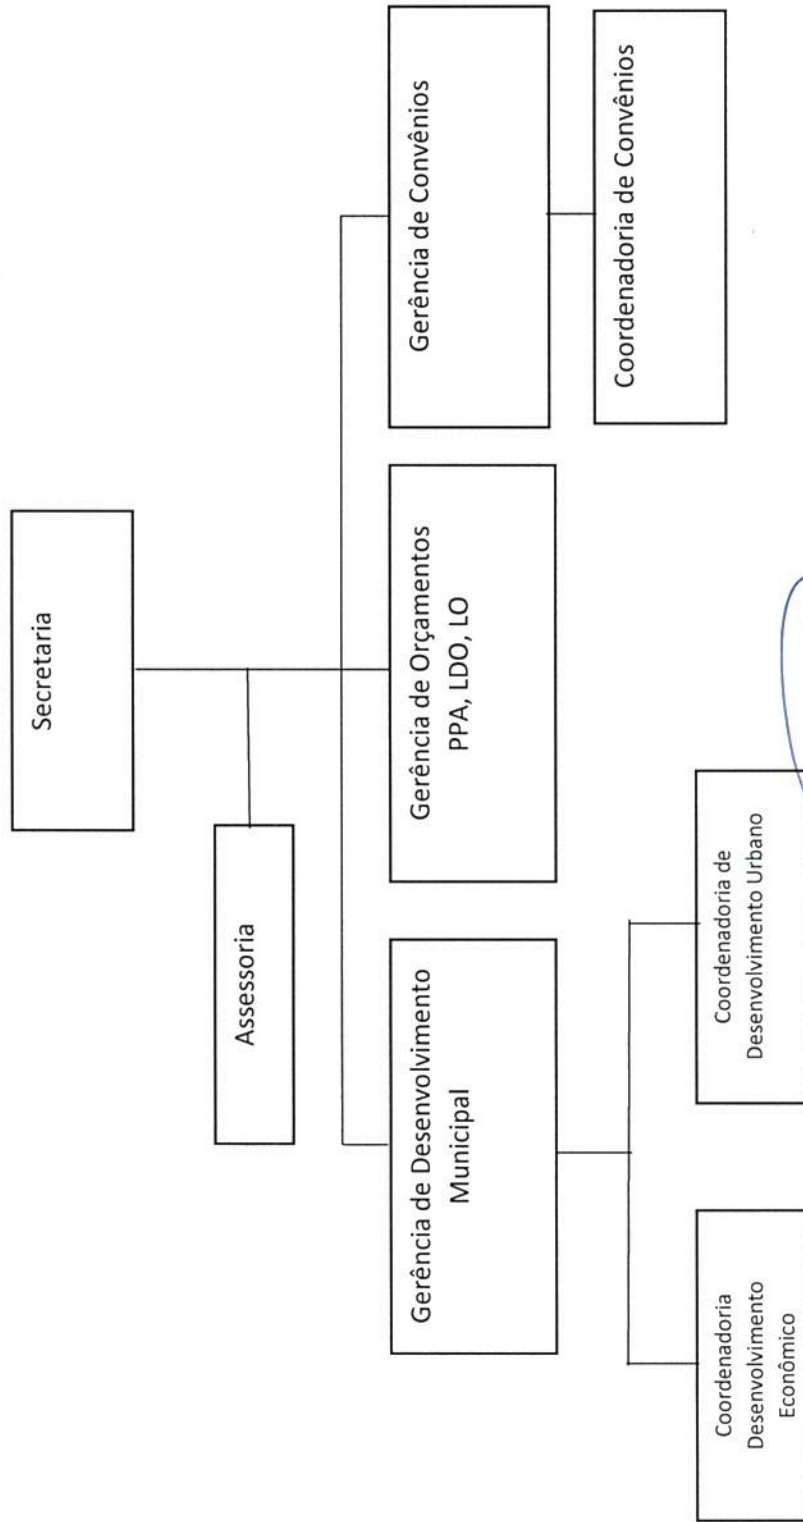 Secretaria
Assessoria
Gerência de Desenvolvimento
Municipal
Gerência de Orçamentos
PPA, LDO, LO
Gerência de Convênios
Coordenadoria
Desenvolvimento
Econômico
Coordenadoria de
Desenvolvimento Urbano
Coordenadoria de Convênios